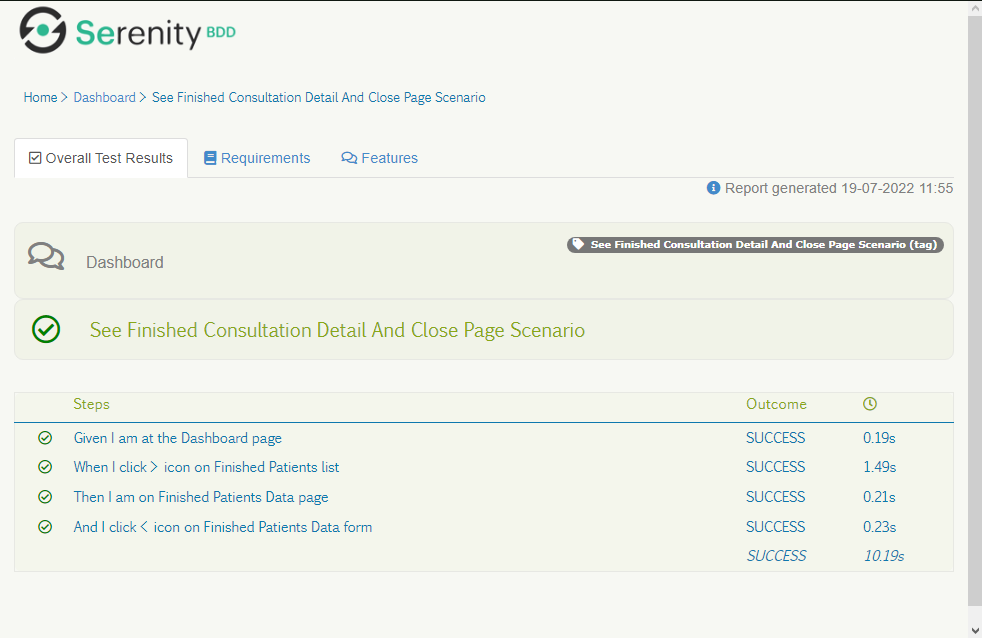 Serenity BDD
Home > Dashboard > See Finished Consultation Detail And Close Page Scenario
Overall Test Results Requirements Features
Report generated 19-07-2022 11:55
See Finished Consultation Detail And Close Page Scenario (tag)
Dashboard
See Finished Consultation Detail And Close Page Scenario
Steps Outcome
Given I am at the Dashboard page SUCCESS 0.19s
When I click > icon on Finished Patients list SUCCESS 1.49s
Then I am on Finished Patients Data page SUCCESS 0.21s
And I click < icon on Finished Patients Data form SUCCESS 0.23s
SUCCESS 10.19s